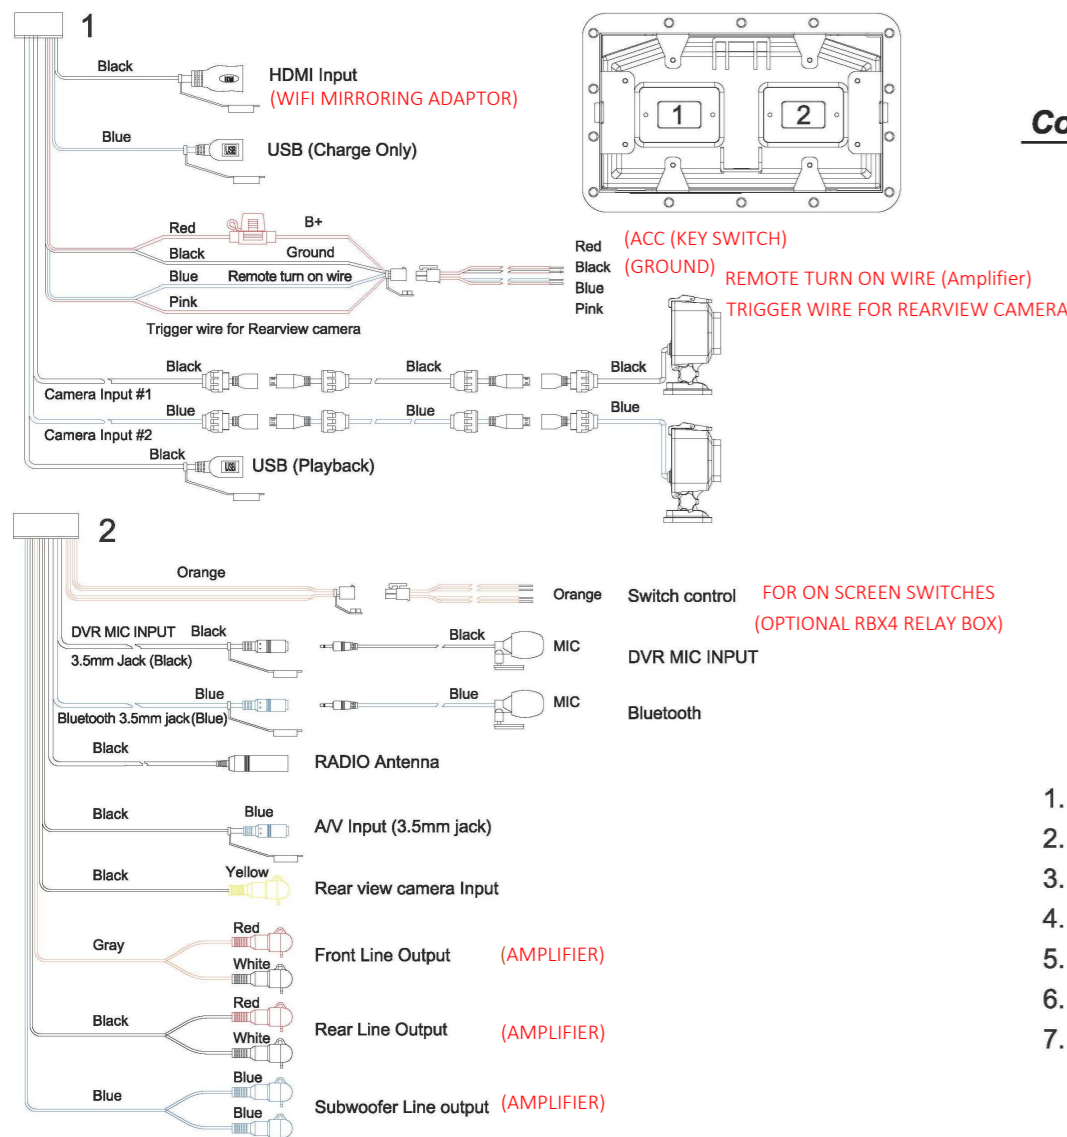 1
Black
HDMI
HDMI Input
(WIFI MIRRORING ADAPTOR)
Blue
USB
USB (Charge Only)
1
2
Co
Red
B+
Black
Ground
Blue
Remote turn on wire
Pink
Trigger wire for Rearview camera
Red
(ACC (KEY SWITCH)
Black
(GROUND)
Blue
REMOTE TURN ON WIRE (Amplifier)
Pink
TRIGGER WIRE FOR REARVIEW CAMERA
Black
Black
Black
Camera Input #1
Blue
Blue
Blue
Camera Input #2
Black
USB
USB (Playback)
2
Orange
Orange
Switch control
FOR ON SCREEN SWITCHES
(OPTIONAL RBX4 RELAY BOX)
DVR MIC INPUT
Black
3.5mm Jack (Black)
Black
MIC
DVR MIC INPUT
Blue
Bluetooth 3.5mm jack(Blue)
Blue
MIC
Bluetooth
Black
RADIO Antenna
Black
Blue
A/V Input (3.5mm jack)
Black
Yellow
Rear view camera Input
Gray
Red
White
Front Line Output
(AMPLIFIER)
Black
Red
White
Rear Line Output
(AMPLIFIER)
Blue
Blue
Blue
Subwoofer Line output
(AMPLIFIER)
1.
2.
3.
4.
5.
6.
7.